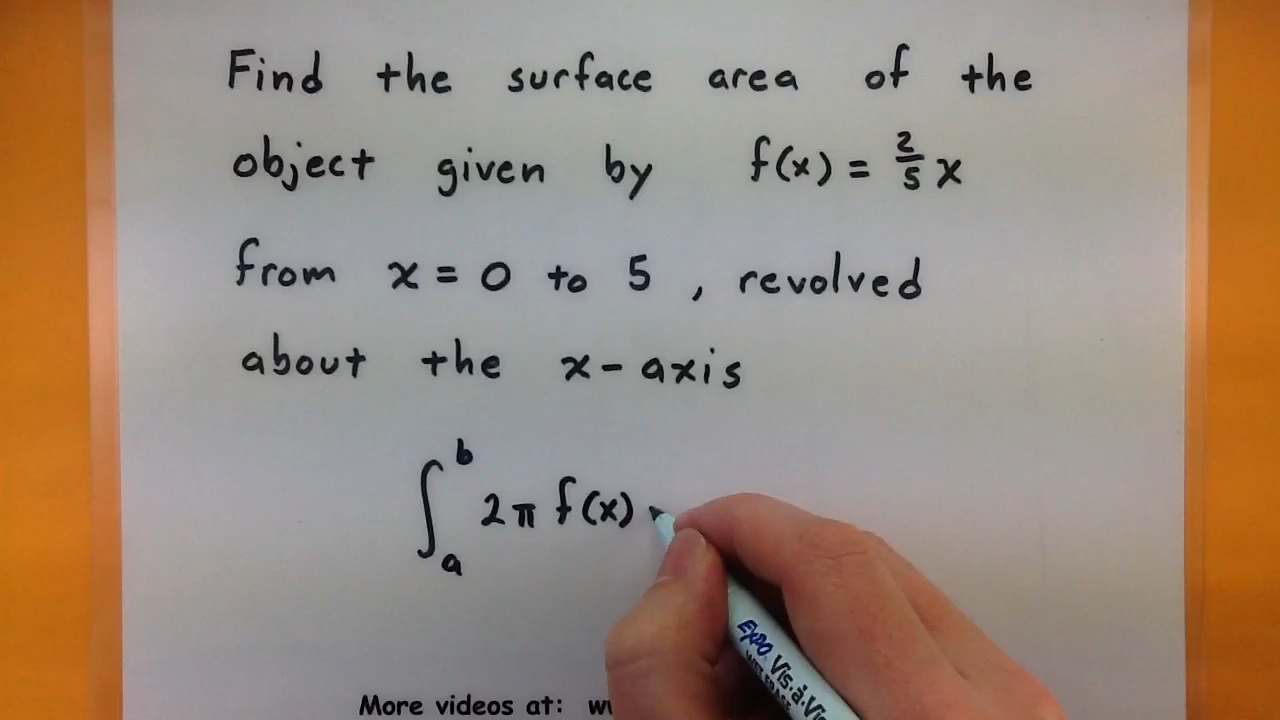 Find the surface area of the
object given by f(x) = 2/5 x
from x = 0 to 5 , revolved
about the x - axis
∫_a^b 2π f(x)
EXPO Vis·à·Vis
More videos at: